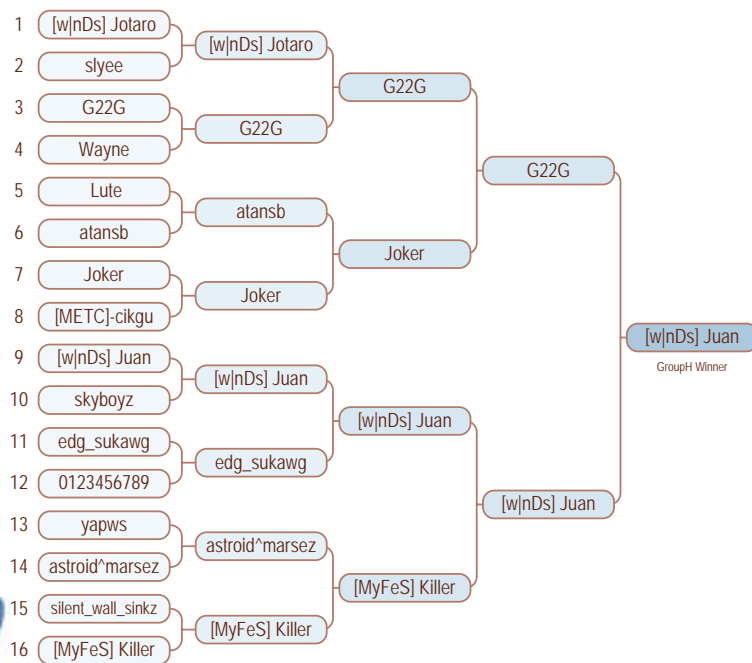 1 [w|nDs] Jotaro
[w|nDs] Jotaro
2 slyee
G22G
3 G22G
G22G
4 Wayne
G22G
5 Lute
atansb
6 atansb
Joker
7 Joker
Joker
8 [METC]-cikgu
[w|nDs] Juan
GroupH Winner
9 [w|nDs] Juan
[w|nDs] Juan
10 skyboyz
[w|nDs] Juan
11 edg_sukawg
edg_sukawg
12 0123456789
[w|nDs] Juan
13 yapws
astroid^marsez
14 astroid^marsez
[MyFeS] Killer
15 silent_wall_sinkz
[MyFeS] Killer
16 [MyFeS] Killer